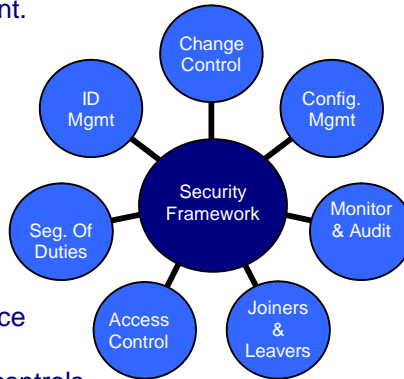 nt.
Change
Control
ID
Mgmt
Config.
Mgmt
Security
Framework
Seg. Of
Duties
Monitor
& Audit
ce
Access
Control
Joiners
&
Leavers
controls